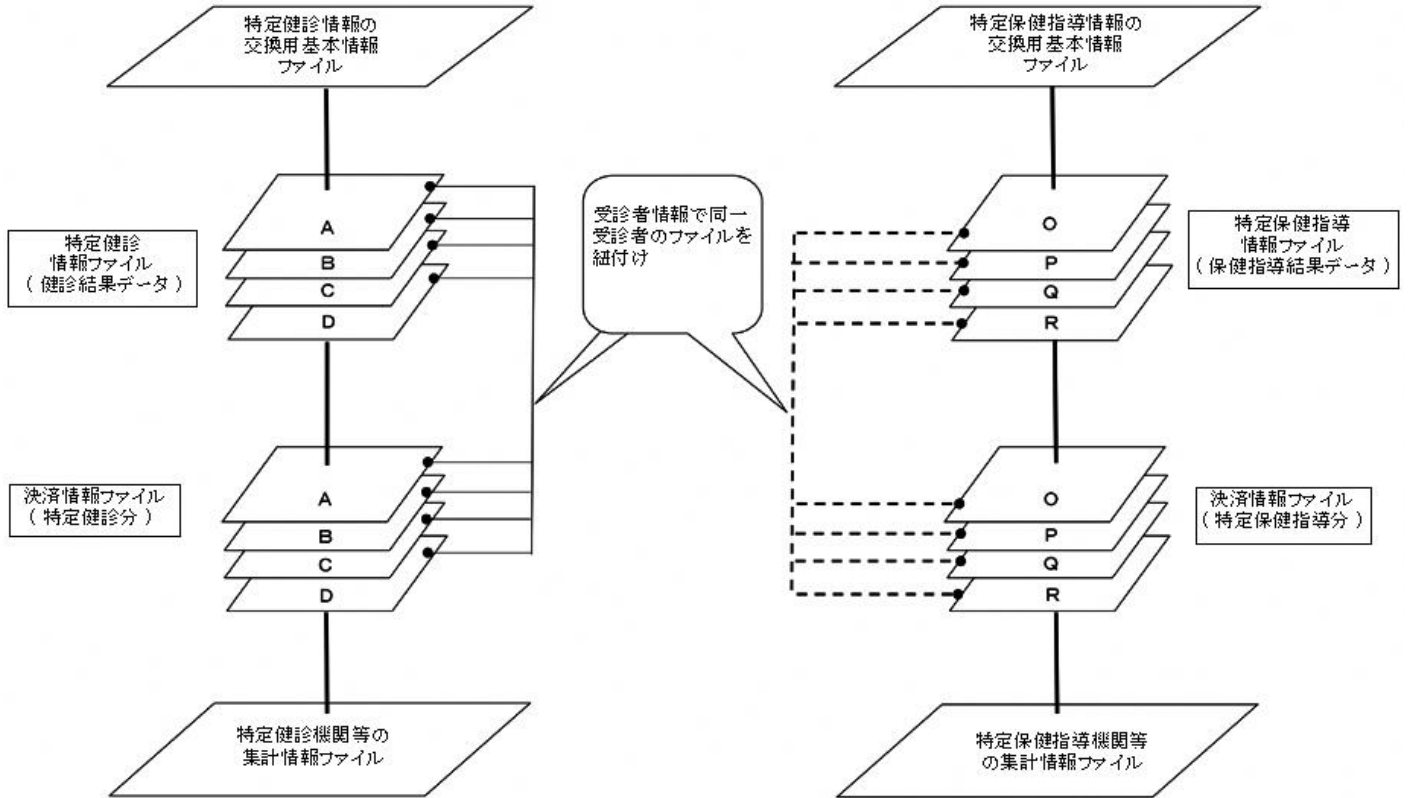 特定健診情報の
交換用基本情報
ファイル
特定保健指導情報の
交換用基本情報
ファイル
特定健診
情報ファイル
（健診結果データ）
A
B
C
D
受診者情報で同一
受診者のファイルを
紐付け
O
P
Q
R
特定保健指導
情報ファイル
（保健指導結果データ）
決済情報ファイル
（特定健診分）
A
B
C
D
O
P
Q
R
決済情報ファイル
（特定保健指導分）
特定健診機関等の
集計情報ファイル
特定保健指導機関等
の集計情報ファイル